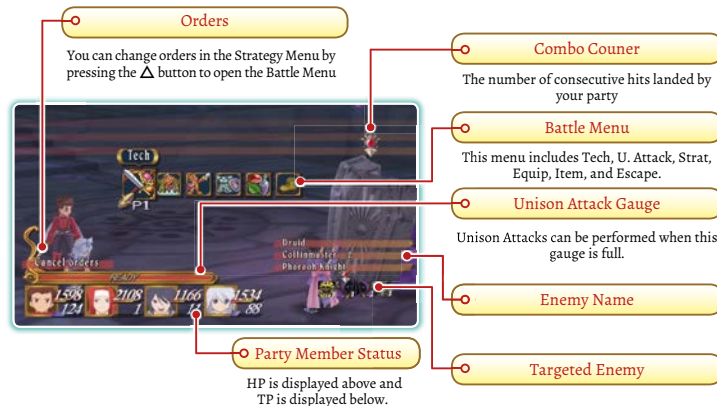 Orders
You can change orders in the Strategy Menu by
pressing the △ button to open the Battle Menu
Combo Couner
The number of consecutive hits landed by
your party
Battle Menu
This menu includes Tech, U. Attack, Strat,
Equip, Item, and Escape.
Unison Attack Gauge
Unison Attacks can be performed when this
gauge is full.
Enemy Name
Targeted Enemy
Party Member Status
HP is displayed above and
TP is displayed below.
Tech
P1
Druid
Coffinmaster
Pharaoh Knight
Cancel orders
READY
1598 2108 1166 1534
124 1 88